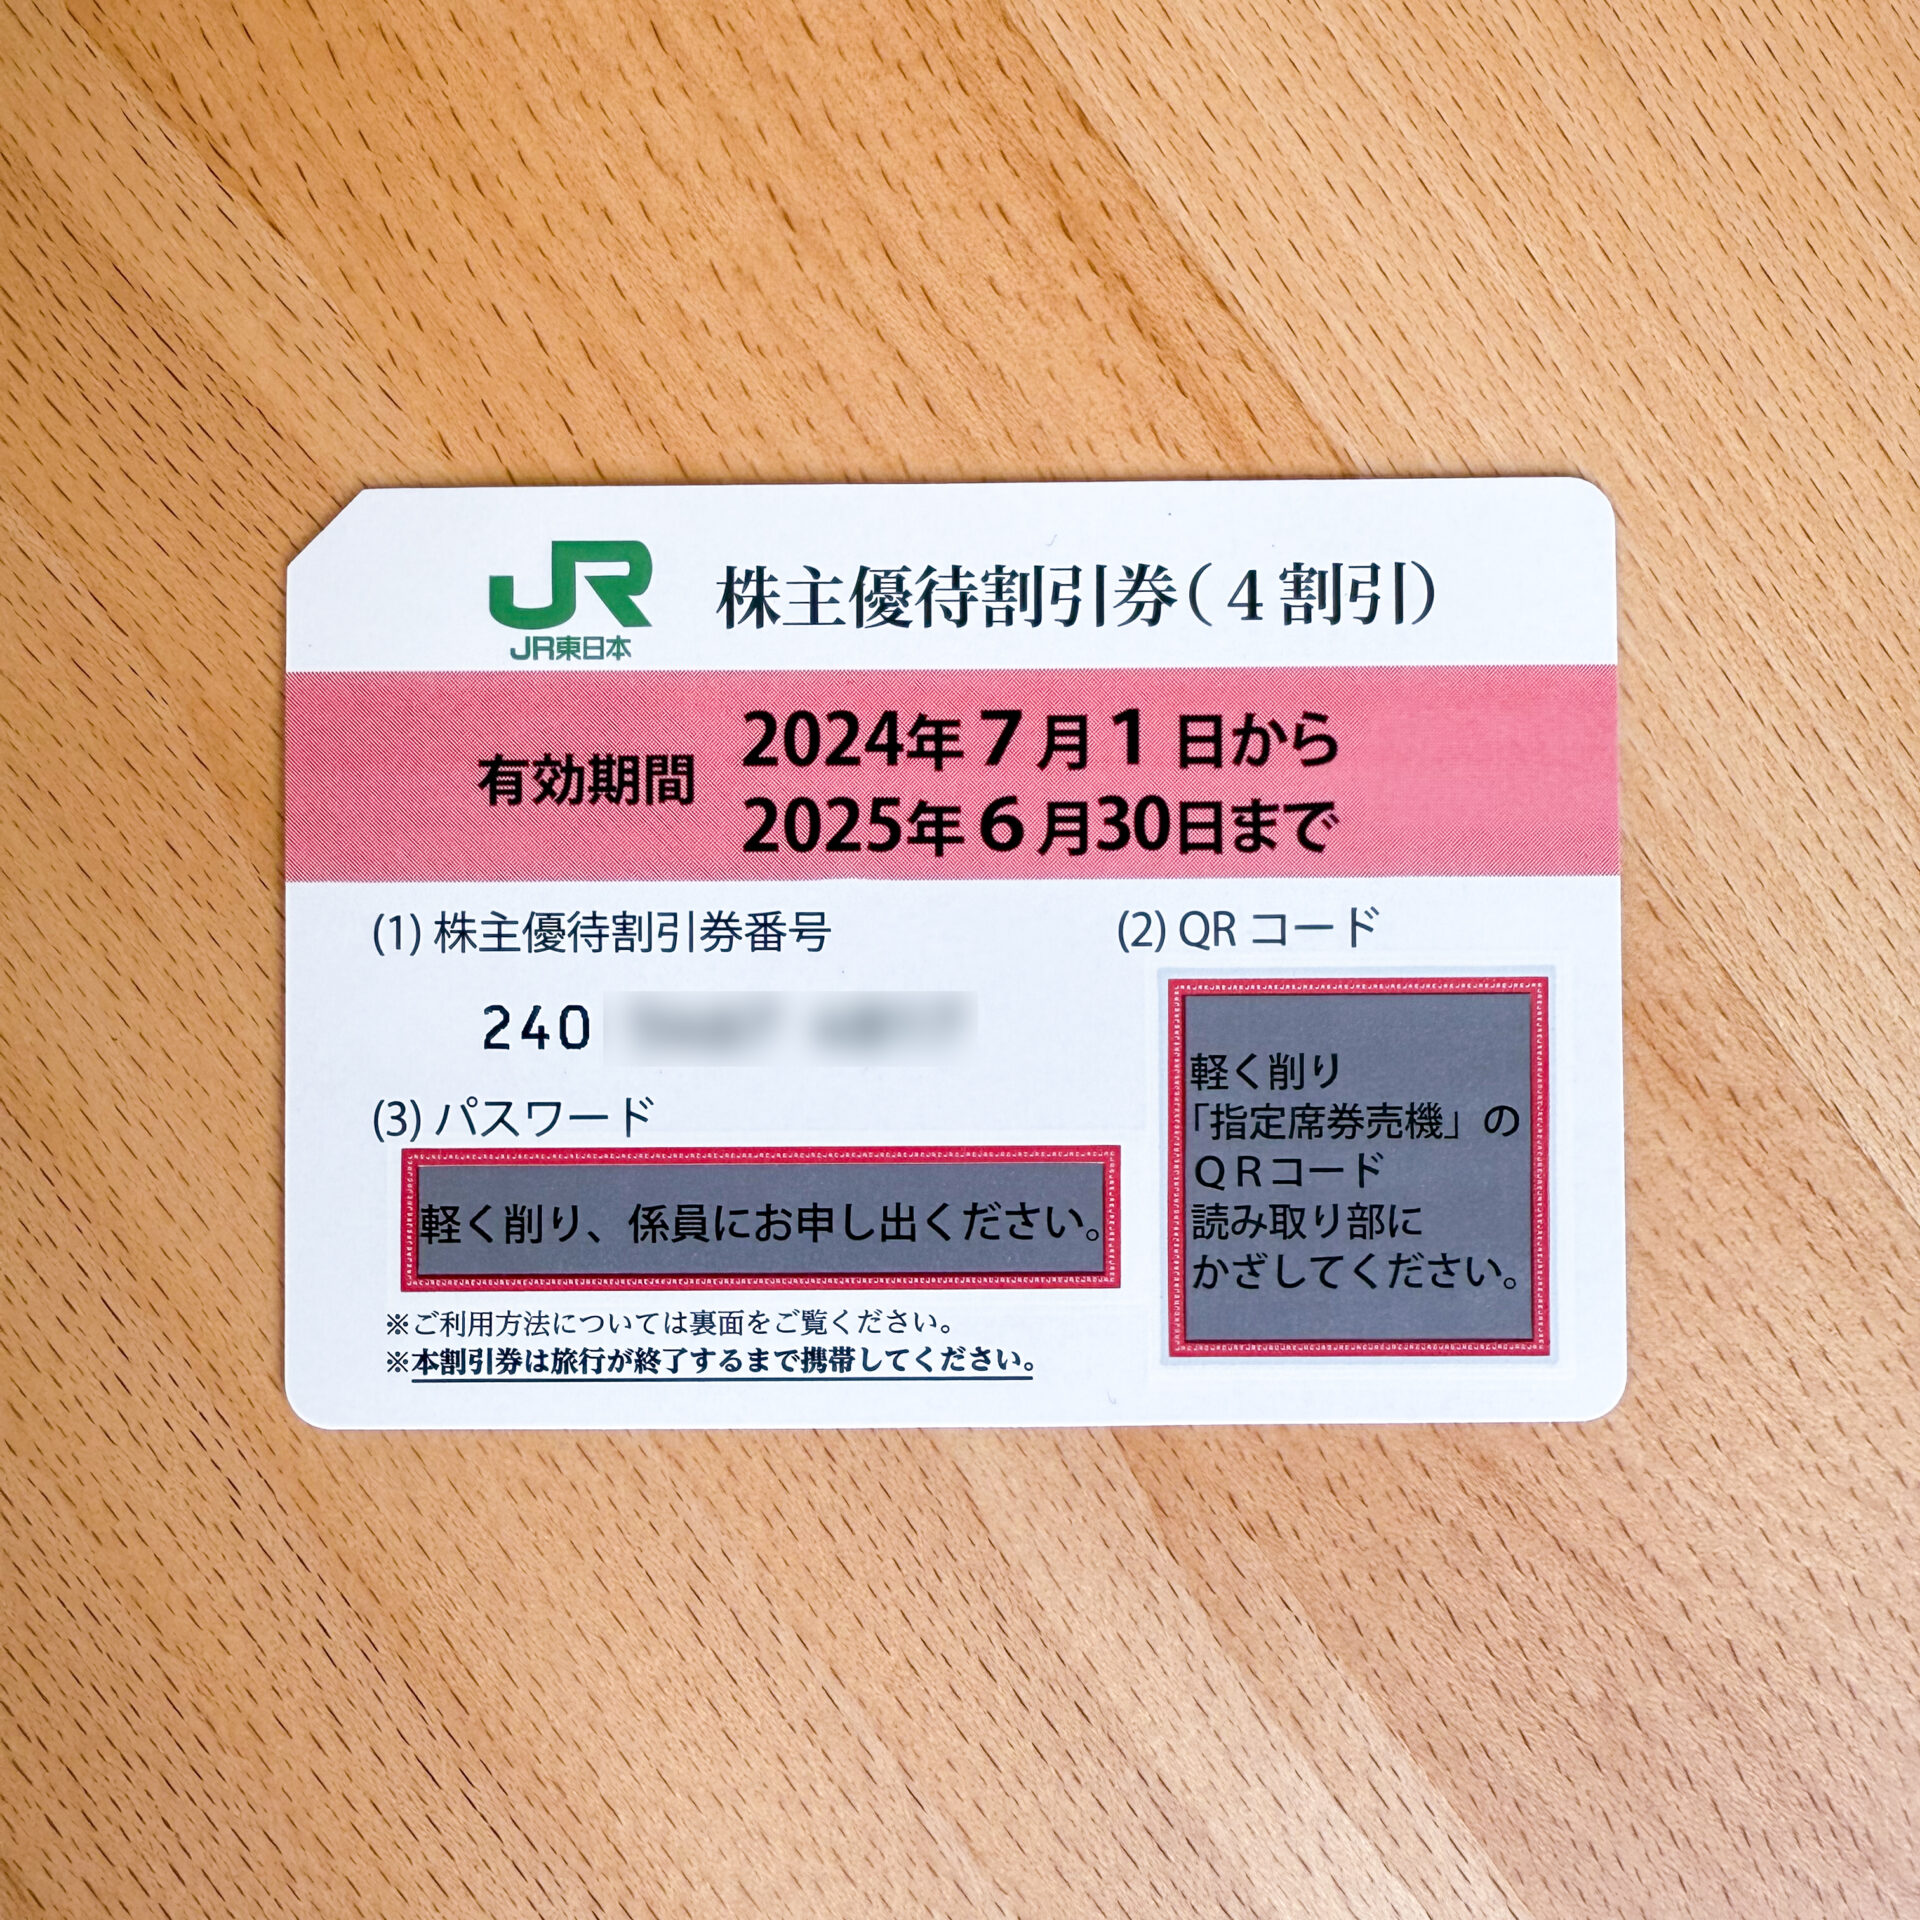 JR
JR東日本
株主優待割引券(4割引)
有効期間
2024年7月1日から
2025年6月30日まで
(1) 株主優待割引券番号
240
(2) QRコード
軽く削り
「指定席券売機」の
QRコード
読み取り部に
かざしてください。
(3) パスワード
軽く削り、係員にお申し出ください。
※ご利用方法については裏面をご覧ください。
※本割引券は旅行が終了するまで携帯してください。